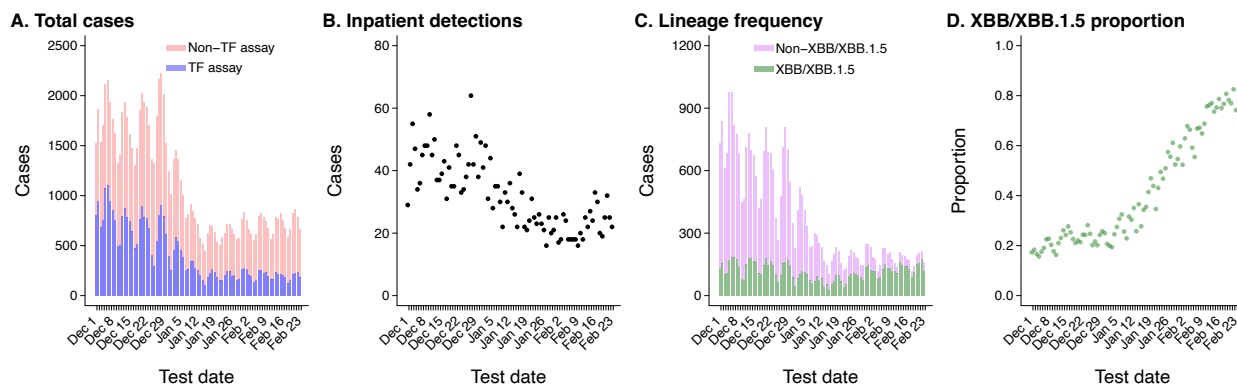 A. Total cases
2500
2000
1500
1000
500
0
Cases
Non−TF assay
TF assay
Dec 1
Dec 8
Dec 15
Dec 22
Dec 29
Jan 5
Jan 12
Jan 19
Jan 26
Feb 2
Feb 9
Feb 16
Feb 23
Test date
B. Inpatient detections
80
60
40
20
0
Cases
Dec 1
Dec 8
Dec 15
Dec 22
Dec 29
Jan 5
Jan 12
Jan 19
Jan 26
Feb 2
Feb 9
Feb 16
Feb 23
Test date
C. Lineage frequency
1200
900
600
300
0
Cases
Non−XBB/XBB.1.5
XBB/XBB.1.5
Dec 1
Dec 8
Dec 15
Dec 22
Dec 29
Jan 5
Jan 12
Jan 19
Jan 26
Feb 2
Feb 9
Feb 16
Feb 23
Test date
D. XBB/XBB.1.5 proportion
1.0
0.8
0.6
0.4
0.2
0.0
Proportion
Dec 1
Dec 8
Dec 15
Dec 22
Dec 29
Jan 5
Jan 12
Jan 19
Jan 26
Feb 2
Feb 9
Feb 16
Feb 23
Test date